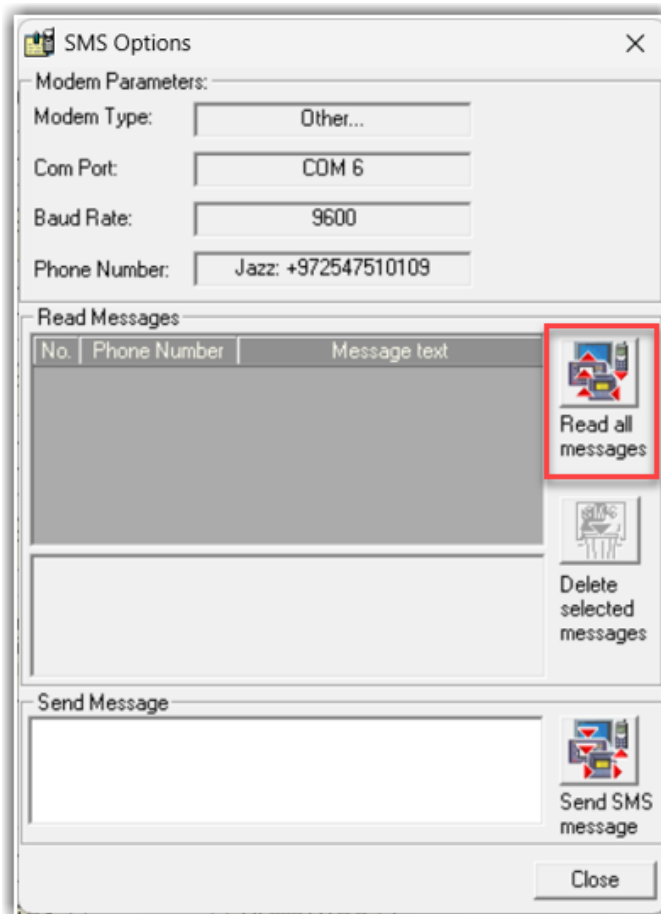 SMS Options
Modem Parameters:
Modem Type: Other...
Com Port: COM 6
Baud Rate: 9600
Phone Number: Jazz: +972547510109
Read Messages
No. Phone Number Message text
Read all
messages
Delete
selected
messages
Send Message
Send SMS
message
Close